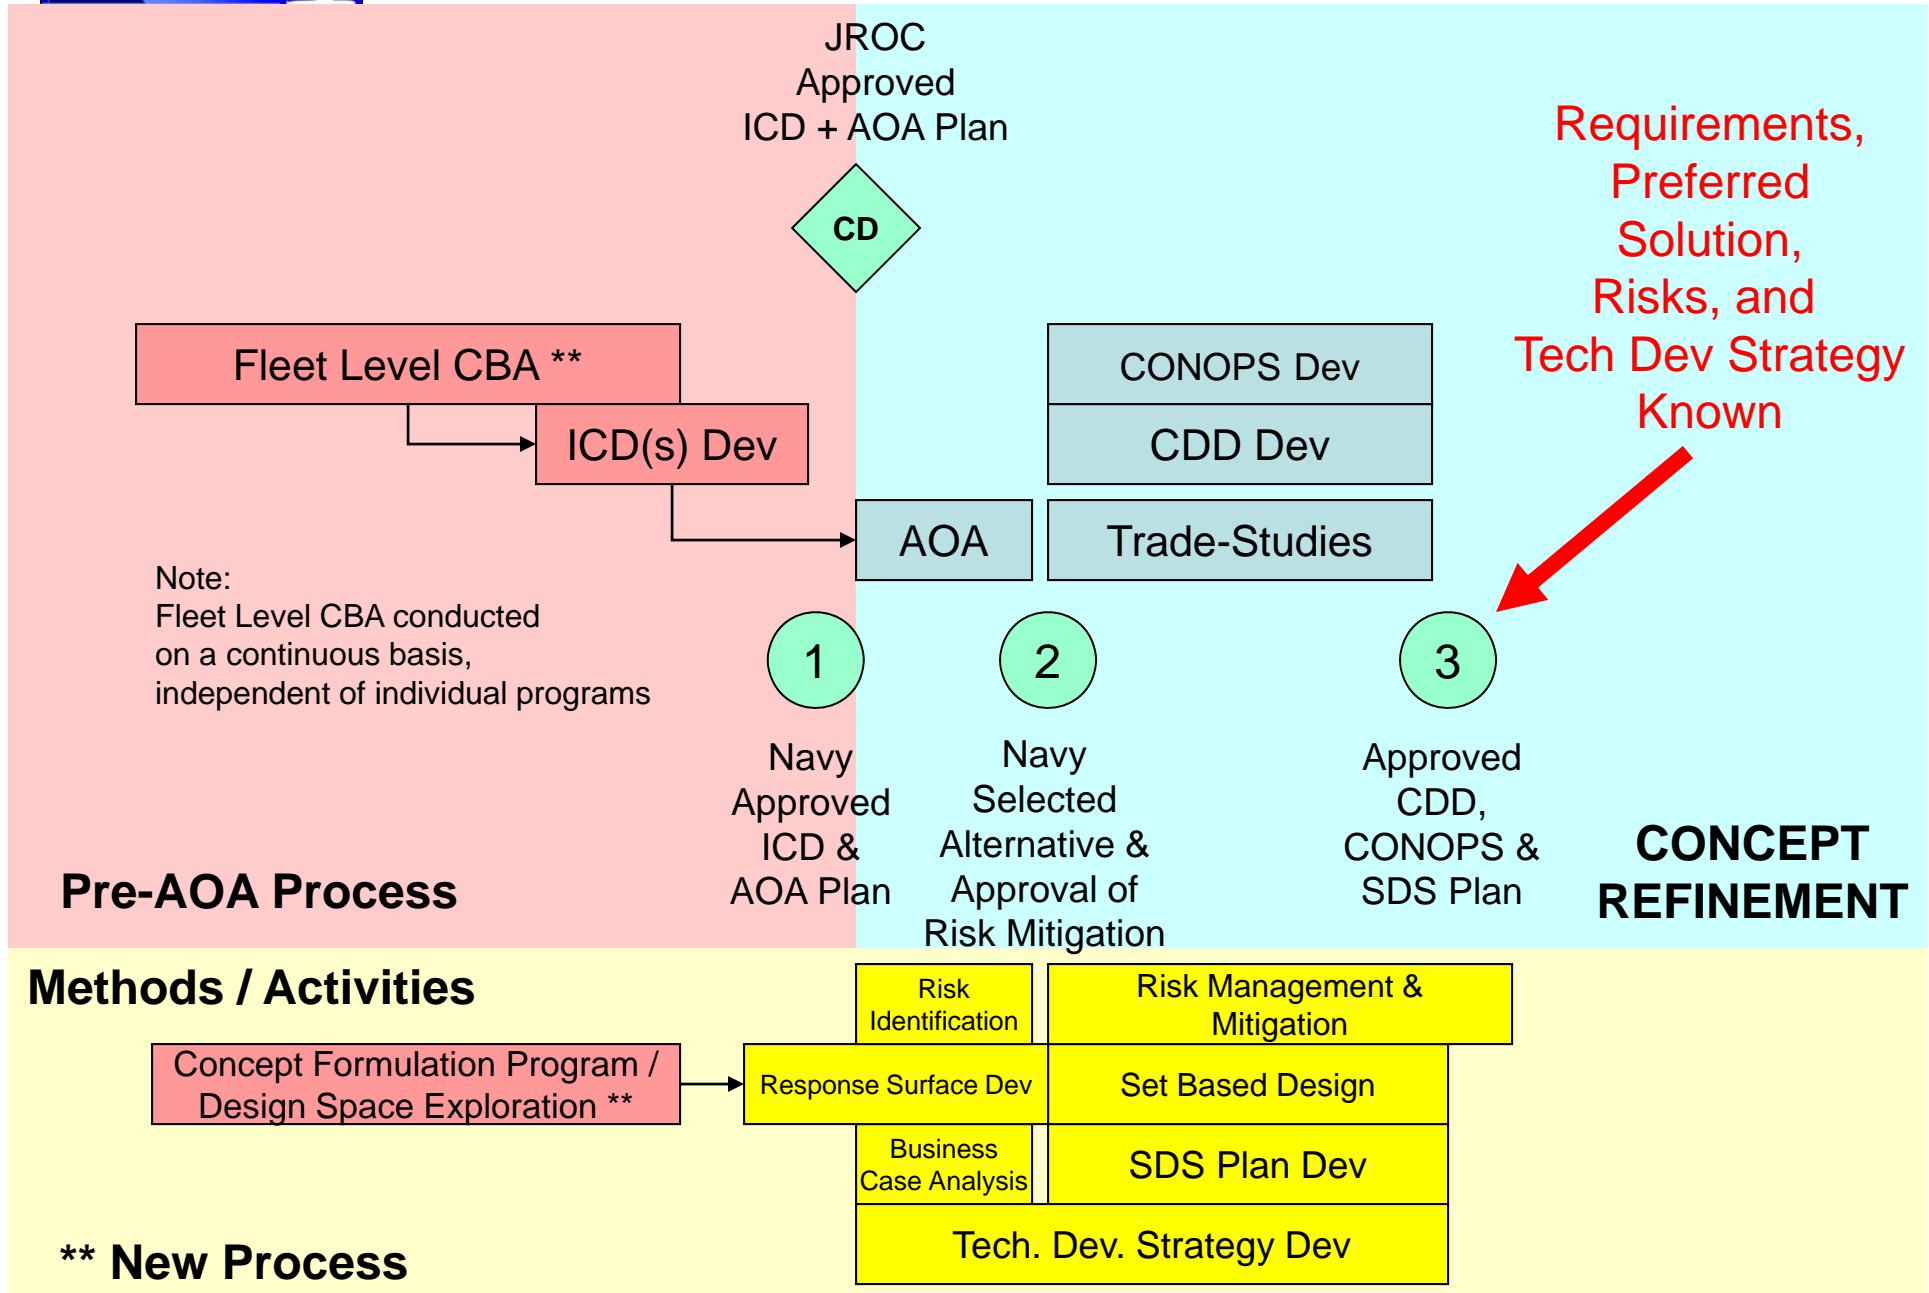 JROC
Approved
ICD + AOA Plan
CD
Requirements,
Preferred
Solution,
Risks, and
Tech Dev Strategy
Known
Fleet Level CBA **
ICD(s) Dev
CONOPS Dev
CDD Dev
AOA
Trade-Studies
Note:
Fleet Level CBA conducted
on a continuous basis,
independent of individual programs
1
2
3
Navy
Approved
ICD &
AOA Plan
Navy
Selected
Alternative &
Approval of
Risk Mitigation
Approved
CDD,
CONOPS &
SDS Plan
Pre-AOA Process
CONCEPT
REFINEMENT
Methods / Activities
Risk
Identification
Risk Management &
Mitigation
Concept Formulation Program /
Design Space Exploration **
Response Surface Dev
Set Based Design
Business
Case Analysis
SDS Plan Dev
Tech. Dev. Strategy Dev
** New Process